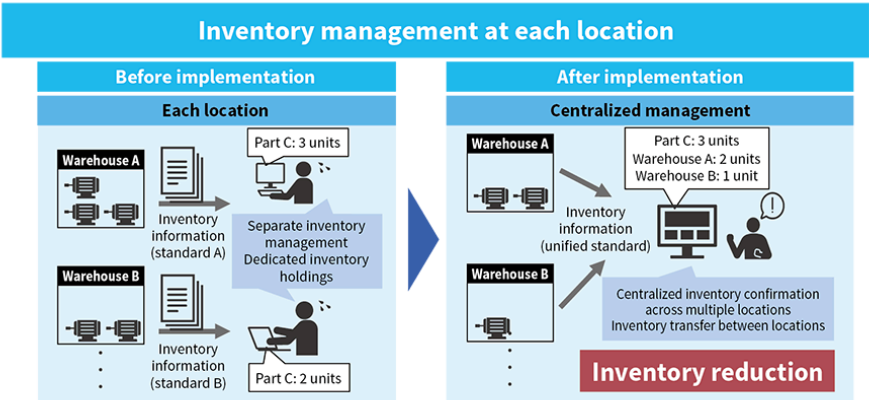 Inventory management at each location
Before implementation
Each location
Warehouse A
Inventory
information
(standard A)
Part C: 3 units
Separate inventory
management
Dedicated inventory
holdings
Warehouse B
Inventory
information
(standard B)
Part C: 2 units
After implementation
Centralized management
Warehouse A
Part C: 3 units
Warehouse A: 2 units
Warehouse B: 1 unit
Inventory
information
(unified standard)
!
Warehouse B
Centralized inventory confirmation
across multiple locations
Inventory transfer between locations
Inventory reduction